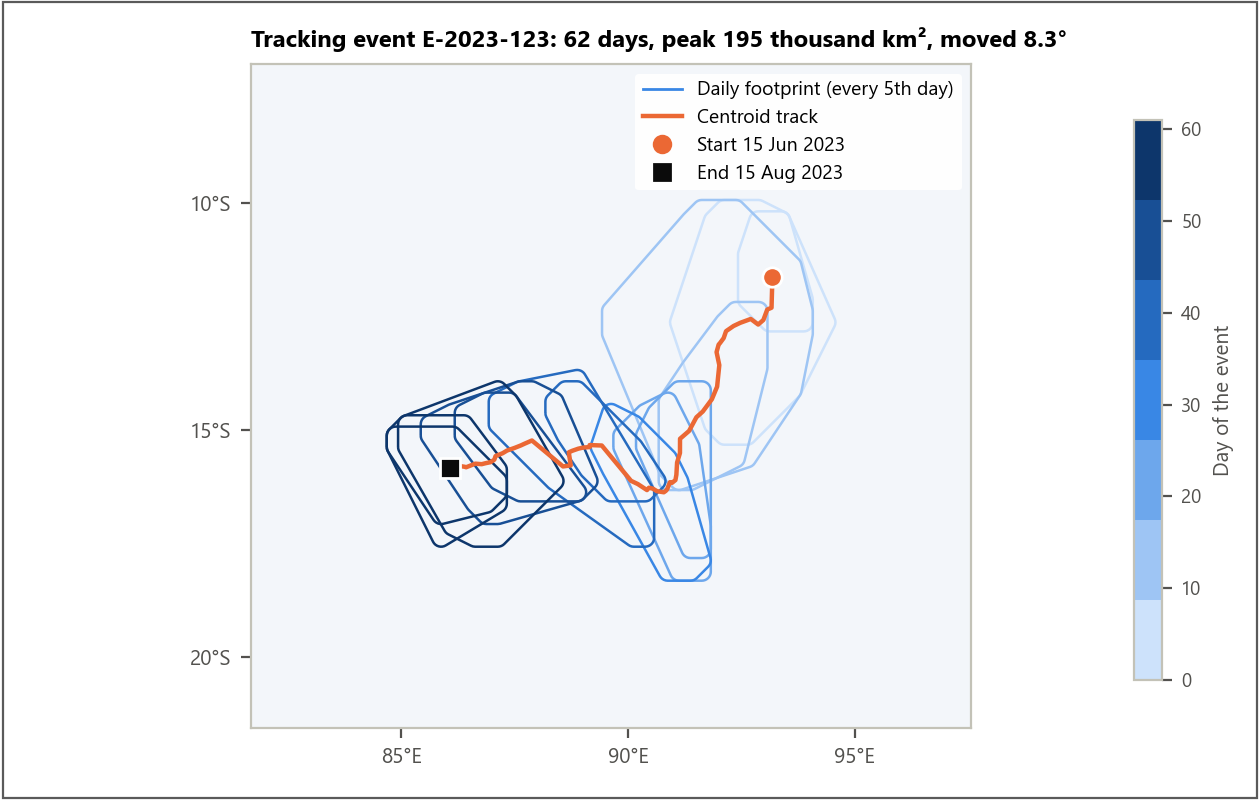 Tracking event E-2023-123: 62 days, peak 195 thousand km², moved 8.3°
Daily footprint (every 5th day)
Centroid track
Start 15 Jun 2023
End 15 Aug 2023
10°S
15°S
20°S
85°E
90°E
95°E
60
50
40
30
20
10
0
Day of the event